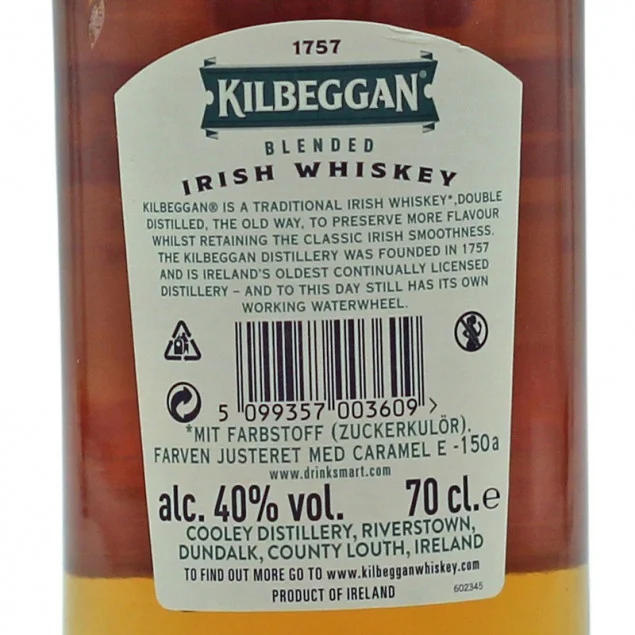 1757
KILBEGGAN®
BLENDED
IRISH WHISKEY
KILBEGGAN® IS A TRADITIONAL IRISH WHISKEY*,DOUBLE
DISTILLED, THE OLD WAY, TO PRESERVE MORE FLAVOUR
WHILST RETAINING THE CLASSIC IRISH SMOOTHNESS.
THE KILBEGGAN DISTILLERY WAS FOUNDED IN 1757
AND IS IRELAND'S OLDEST CONTINUALLY LICENSED
DISTILLERY – AND TO THIS DAY STILL HAS ITS OWN
WORKING WATERWHEEL.
5 099357 003609 >
*MIT FARBSTOFF (ZUCKERKULÖR).
FARVEN JUSTERET MED CARAMEL E -150a
www.drinksmart.com
alc. 40% vol. 70 cl. e
COOLEY DISTILLERY, RIVERSTOWN,
DUNDALK, COUNTY LOUTH, IRELAND
TO FIND OUT MORE GO TO www.kilbegganwhiskey.com
PRODUCT OF IRELAND
602345